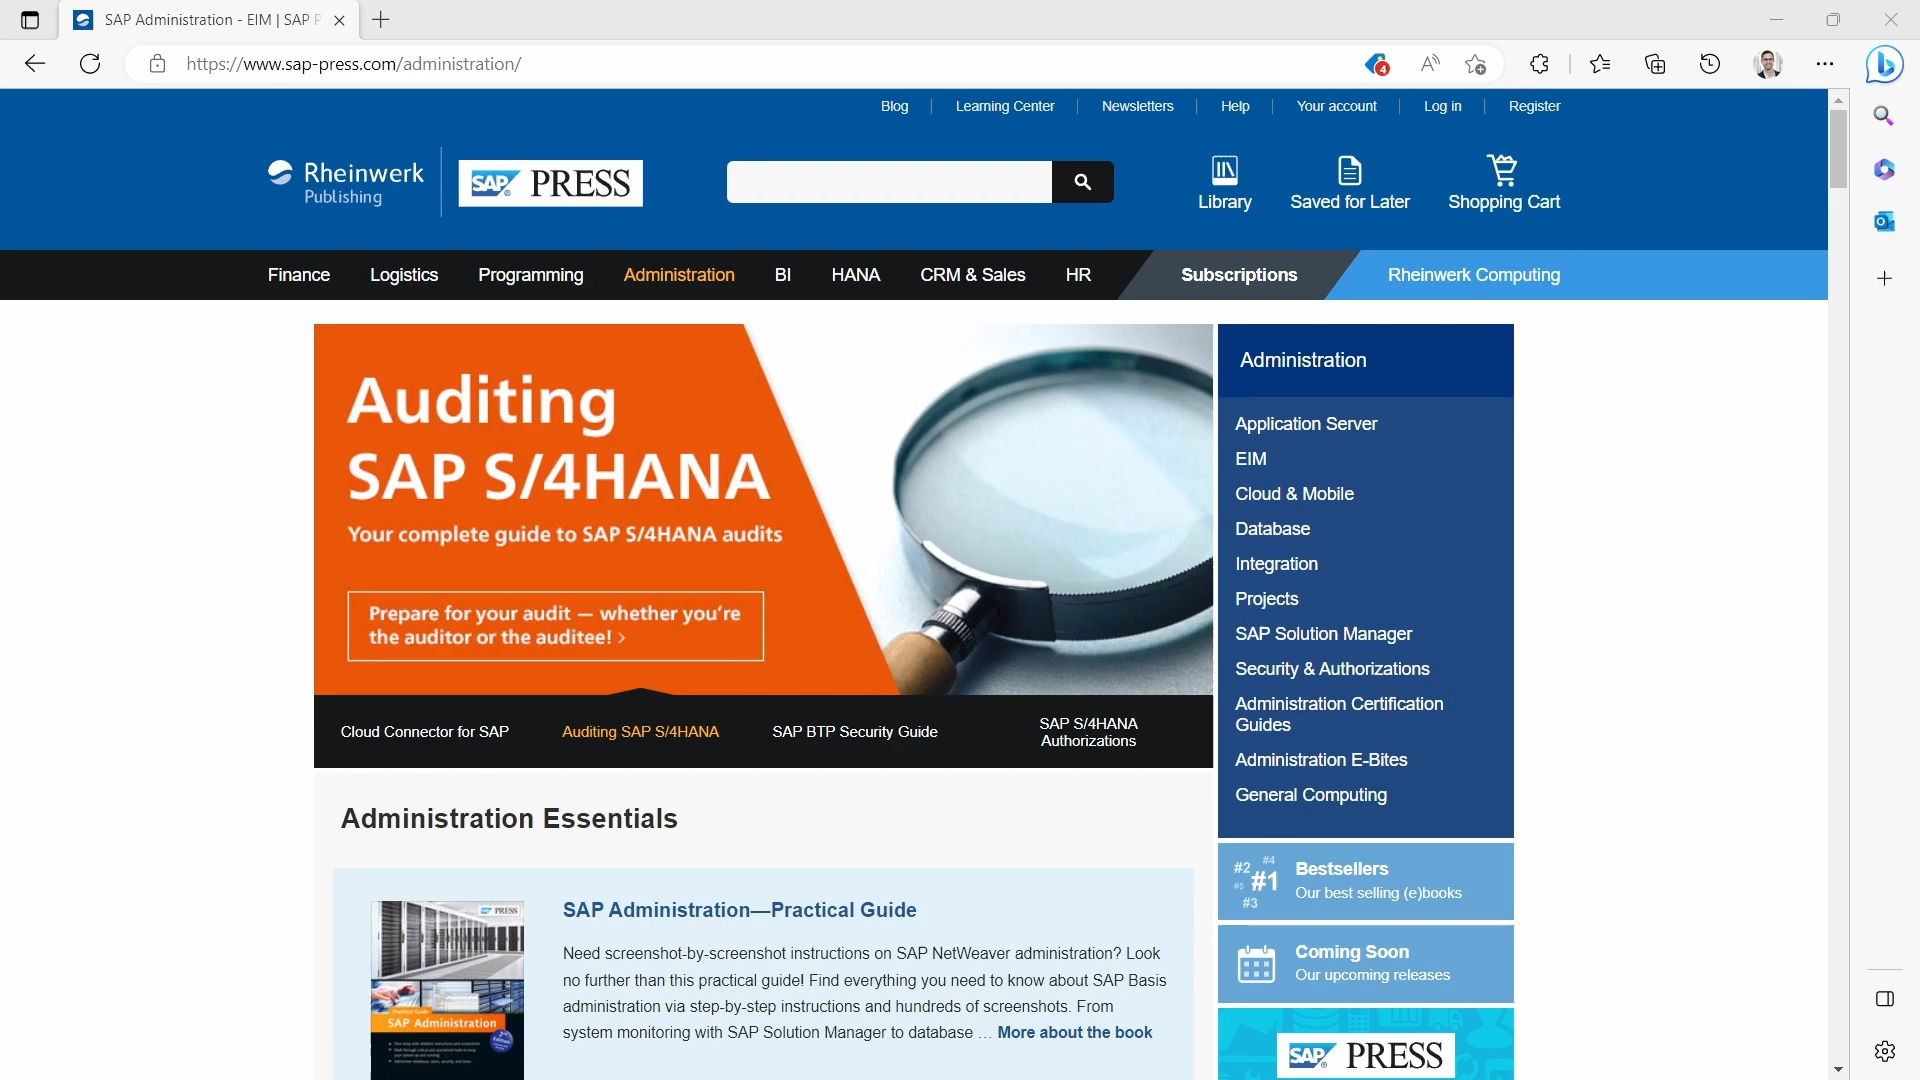 SAP Administration - EIM | SAP P
https://www.sap-press.com/administration/
4
Blog
Learning Center
Newsletters
Help
Your account
Log in
Register
Rheinwerk
Publishing
SAP PRESS
Library
Saved for Later
Shopping Cart
Finance
Logistics
Programming
Administration
BI
HANA
CRM & Sales
HR
Subscriptions
Rheinwerk Computing
Auditing
SAP S/4HANA
Your complete guide to SAP S/4HANA audits
Prepare for your audit — whether you're
the auditor or the auditee! >
Cloud Connector for SAP
Auditing SAP S/4HANA
SAP BTP Security Guide
SAP S/4HANA
Authorizations
Administration
Application Server
EIM
Cloud & Mobile
Database
Integration
Projects
SAP Solution Manager
Security & Authorizations
Administration Certification
Guides
Administration E-Bites
General Computing
#2 #4
#5 #1
#3
Bestsellers
Our best selling (e)books
Coming Soon
Our upcoming releases
SAP PRESS
Administration Essentials
SAP PRESS
Practical Guide
SAP Administration
SAP Administration—Practical Guide
Need screenshot-by-screenshot instructions on SAP NetWeaver administration? Look
no further than this practical guide! Find everything you need to know about SAP Basis
administration via step-by-step instructions and hundreds of screenshots. From
system monitoring with SAP Solution Manager to database … More about the book